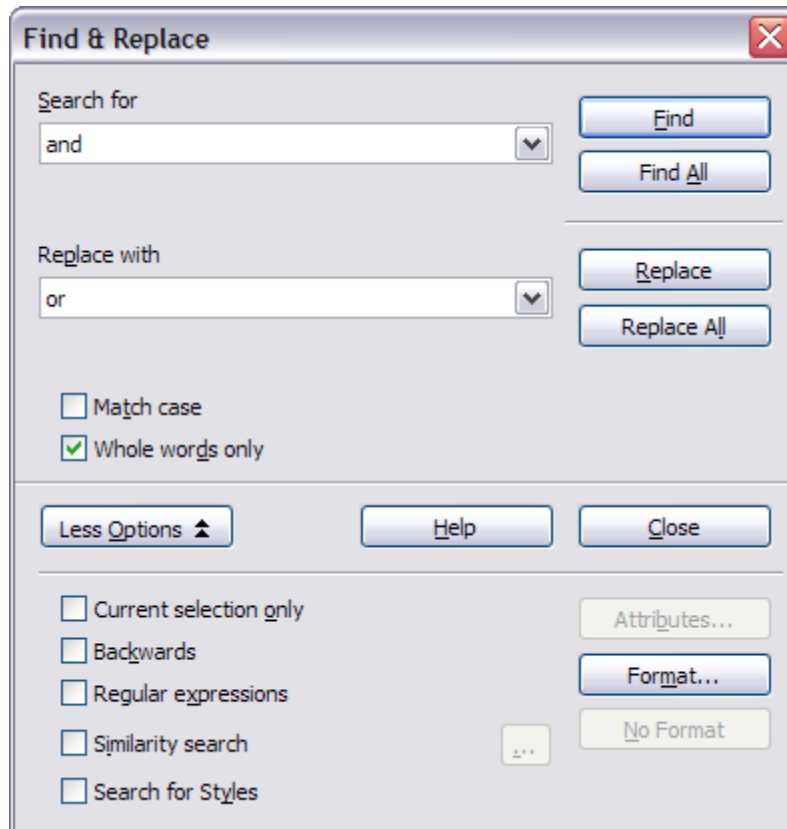 Find & Replace
Search for
and
Find
Find All
Replace with
or
Replace
Replace All
Match case
Whole words only
Less Options
Help
Close
Current selection only
Attributes...
Backwards
Regular expressions
Format...
Similarity search
...
No Format
Search for Styles